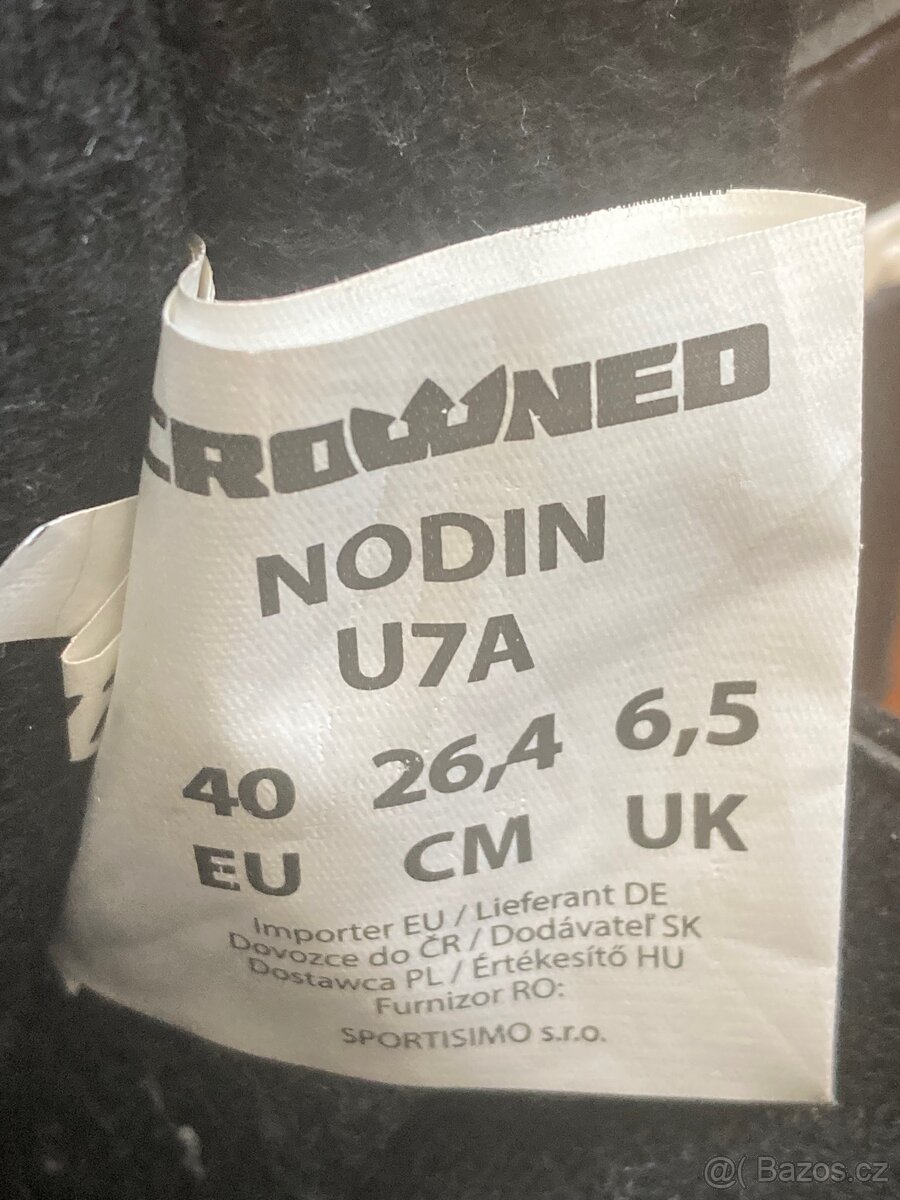 CROWNED
NODIN
U7A
40 26,4 6,5
EU CM UK
Importer EU / Lieferant DE
Dovozce do ČR / Dodávateľ SK
Dostawca PL / Értékesítő HU
Furnizor RO:
SPORTISIMO s.r.o.
@( Bazos.cz